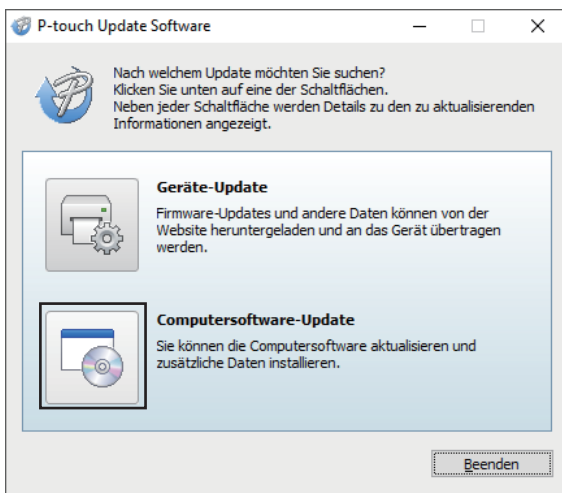 P-touch Update Software
Nach welchem Update möchten Sie suchen?
Klicken Sie unten auf eine der Schaltflächen.
Neben jeder Schaltfläche werden Details zu den zu aktualisierenden
Informationen angezeigt.
Geräte-Update
Firmware-Updates und andere Daten können von der
Website heruntergeladen und an das Gerät übertragen
werden.
Computersoftware-Update
Sie können die Computersoftware aktualisieren und
zusätzliche Daten installieren.
Beenden